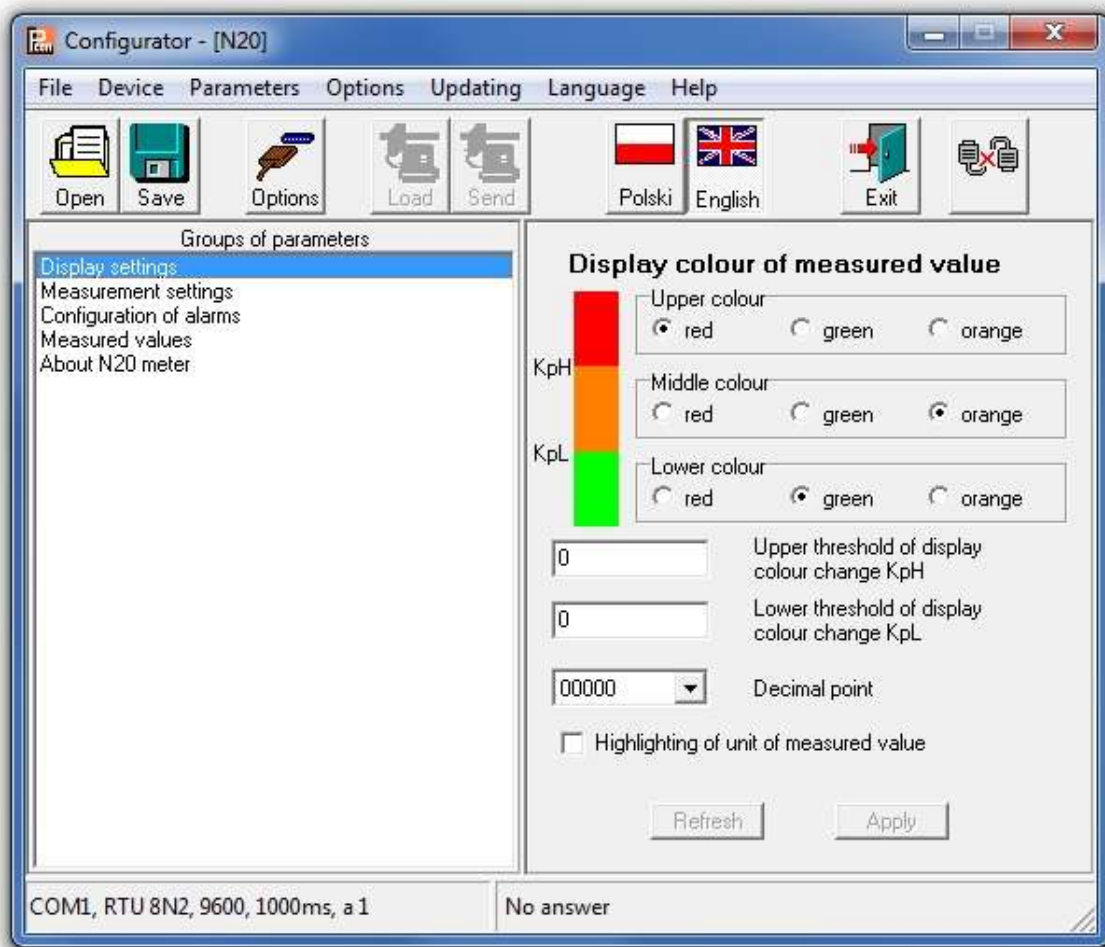 Configurator - [N20]
File Device Parameters Options Updating Language Help
Open Save Options Load Send Polski English Exit
Groups of parameters
Display settings
Measurement settings
Configuration of alarms
Measured values
About N20 meter
Display colour of measured value
Upper colour
red green orange
KpH
Middle colour
red green orange
KpL
Lower colour
red green orange
0 Upper threshold of display
colour change KpH
0 Lower threshold of display
colour change KpL
00000 Decimal point
Highlighting of unit of measured value
Refresh Apply
COM1, RTU 8N2, 9600, 1000ms, a 1 No answer